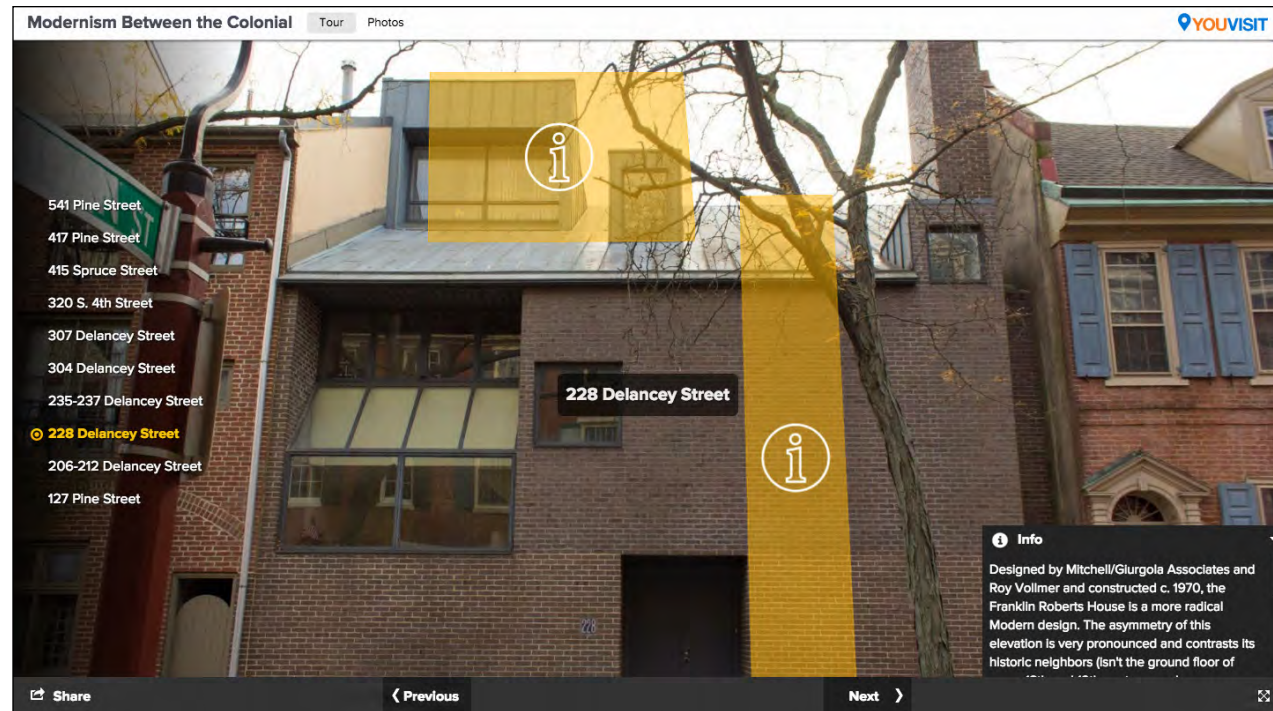 Modernism Between the Colonial Tour Photos YOUVISIT
ST
541 Pine Street
417 Pine Street
415 Spruce Street
320 S. 4th Street
307 Delancey Street
304 Delancey Street
235-237 Delancey Street
228 Delancey Street
206-212 Delancey Street
127 Pine Street
228 Delancey Street
228
Info
Designed by Mitchell/Giurgola Associates and
Roy Vollmer and constructed c. 1970, the
Franklin Roberts House is a more radical
Modern design. The asymmetry of this
elevation is very pronounced and contrasts its
historic neighbors (isn't the ground floor of
Share Previous Next